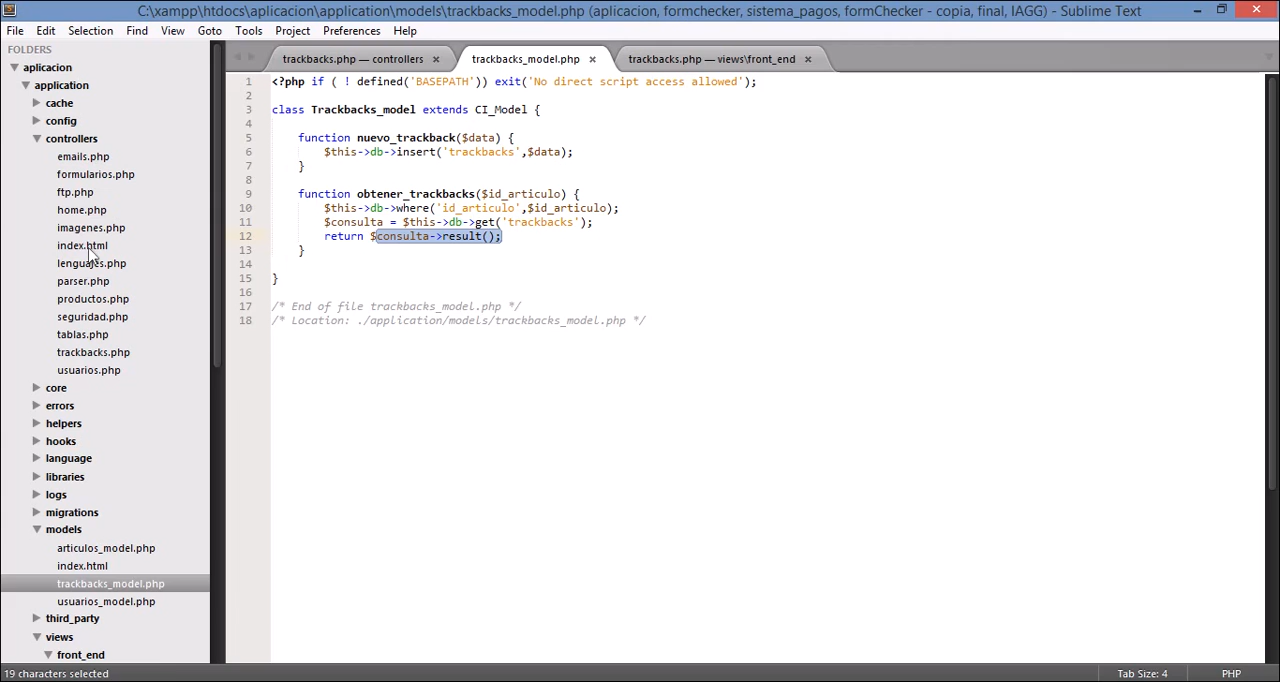 C:\xampp\htdocs\aplicacion\application\models\trackbacks_model.php (aplicacion, formchecker, sistema_pagos, formChecker - copia, final, IAGG) - Sublime Text
File Edit Selection Find View Goto Tools Project Preferences Help
FOLDERS
aplicacion
application
cache
config
controllers
emails.php
formularios.php
ftp.php
home.php
imagenes.php
index.html
lenguajes.php
parser.php
productos.php
seguridad.php
tablas.php
trackbacks.php
usuarios.php
core
errors
helpers
hooks
language
libraries
logs
migrations
models
articulos_model.php
index.html
trackbacks_model.php
usuarios_model.php
third_party
views
front_end
trackbacks.php — controllers × trackbacks_model.php × trackbacks.php — views\front_end ×
1 <?php if ( ! defined('BASEPATH')) exit('No direct script access allowed');
2
3 class Trackbacks_model extends CI_Model {
4
5 function nuevo_trackback($data) {
6 $this->db->insert('trackbacks',$data);
7 }
8
9 function obtener_trackbacks($id_articulo) {
10 $this->db->where('id_articulo',$id_articulo);
11 $consulta = $this->db->get('trackbacks');
12 return $consulta->result();
13 }
14
15 }
16
17 /* End of file trackbacks_model.php */
18 /* Location: ./application/models/trackbacks_model.php */
19 characters selected Tab Size: 4 PHP